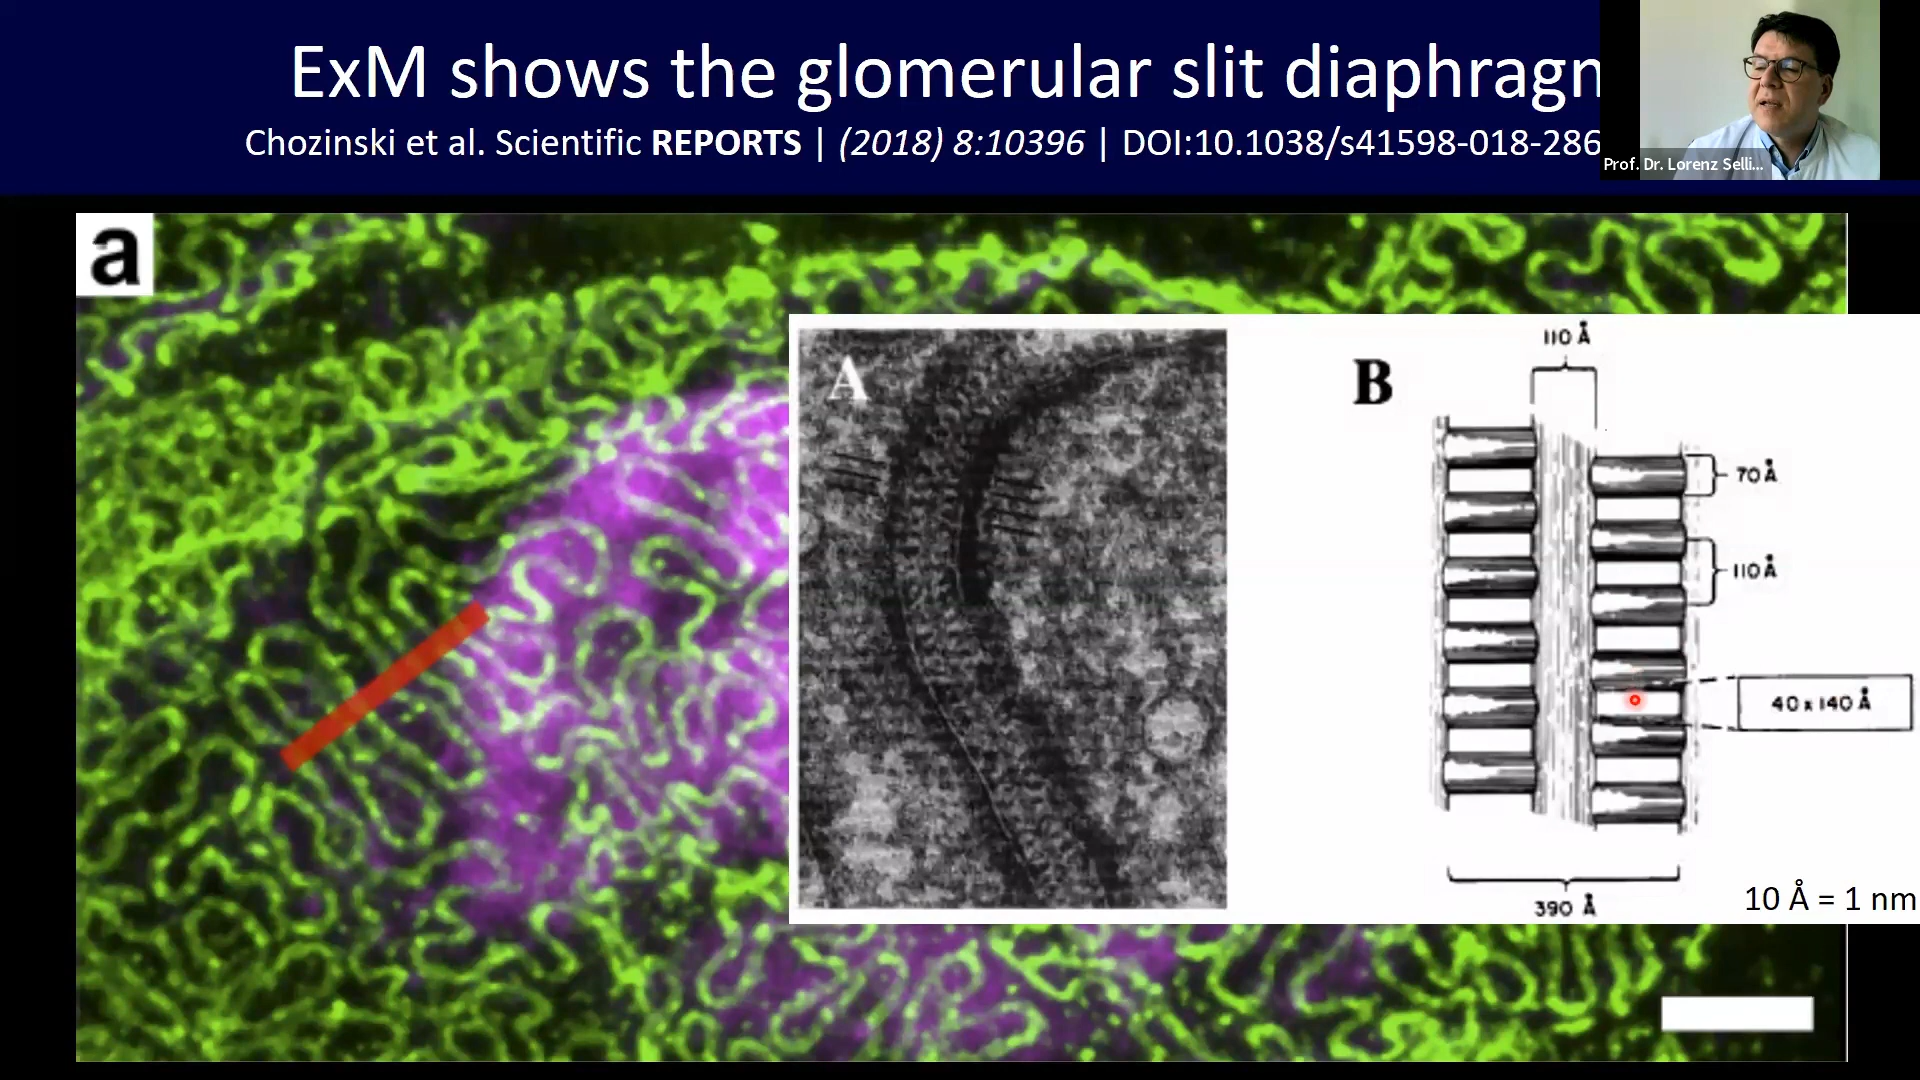 ExM shows the glomerular slit diaphragm
Chozinski et al. Scientific REPORTS | (2018) 8:10396 | DOI:10.1038/s41598-018-286
Prof. Dr. Lorenz Selli...
a
A
B
110 Å
70 Å
110 Å
40 x 140 Å
390 Å
10 Å = 1 nm